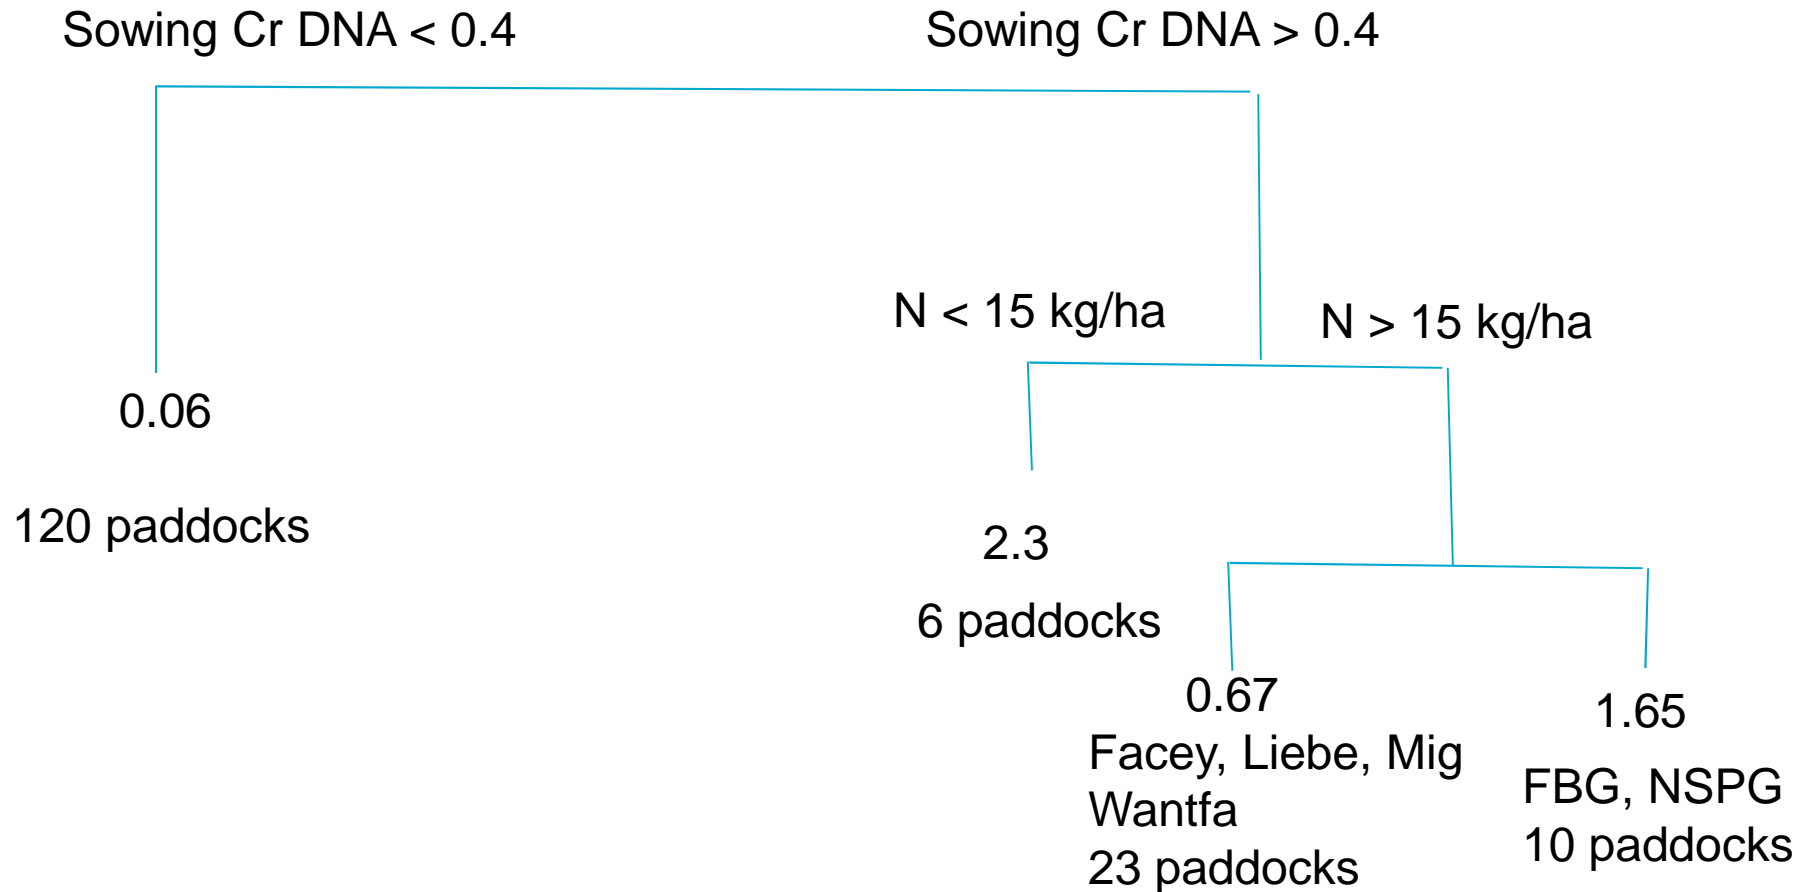 Sowing Cr DNA < 0.4
Sowing Cr DNA > 0.4
N < 15 kg/ha
N > 15 kg/ha
0.06
120 paddocks
2.3
6 paddocks
0.67
Facey, Liebe, Mig
Wantfa
23 paddocks
1.65
FBG, NSPG
10 paddocks